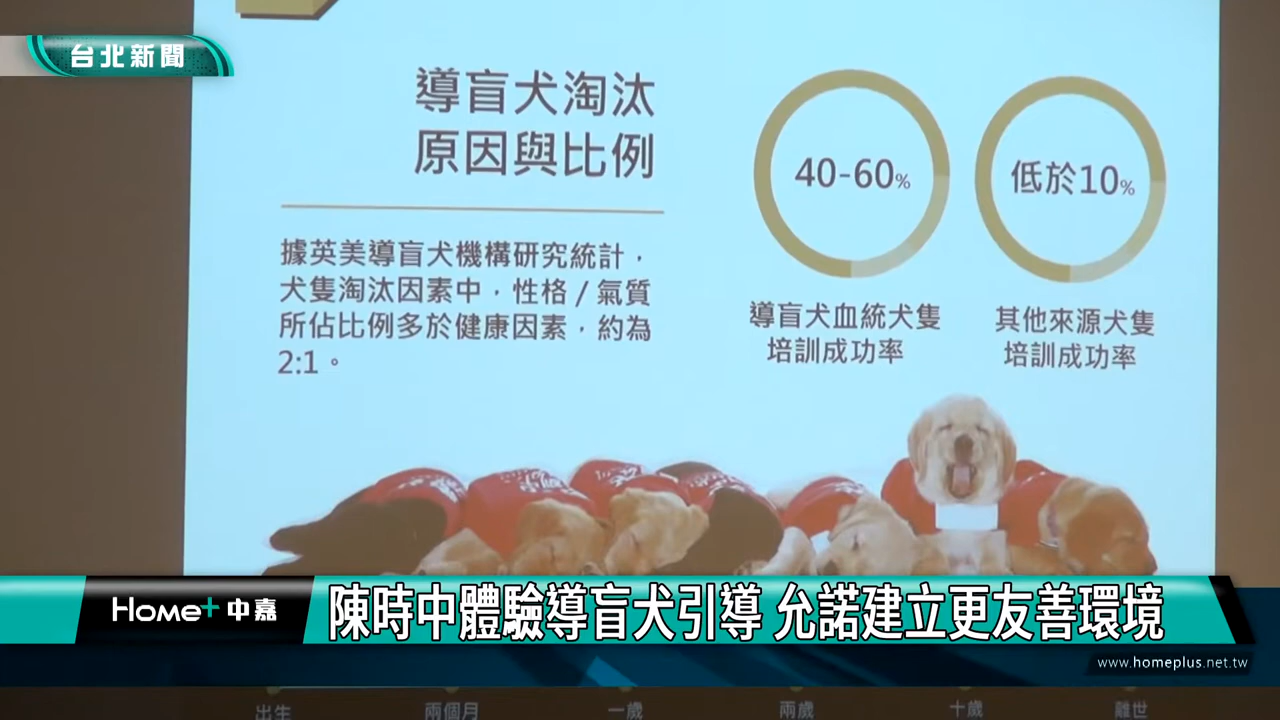 台北新聞
導盲犬淘汰
原因與比例
據英美導盲犬機構研究統計，
犬隻淘汰因素中，性格/氣質
所佔比例多於健康因素，約為
2:1。
40-60%
導盲犬血統犬隻
培訓成功率
低於10%
其他來源犬隻
培訓成功率
Home+中嘉
陳時中體驗導盲犬引導 允諾建立更友善環境
www.homeplus.net.tw
出生 兩個月 一歲 兩歲 十歲 離世